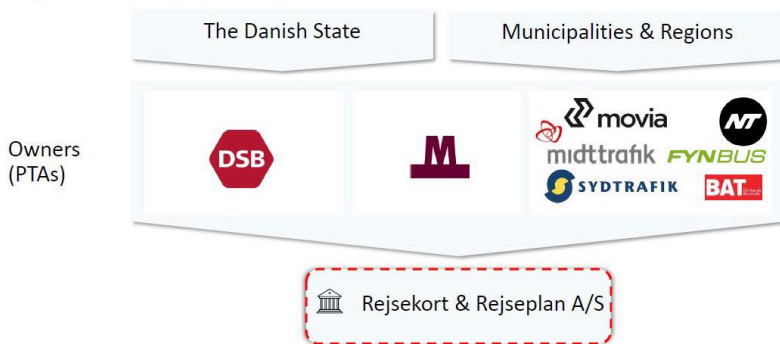 The Danish State
Municipalities & Regions
Owners
(PTAs)
DSB
M
movia
NT
midttrafik
FYNBUS
SYDTRAFIK
BAT
Rejsekort & Rejseplan A/S